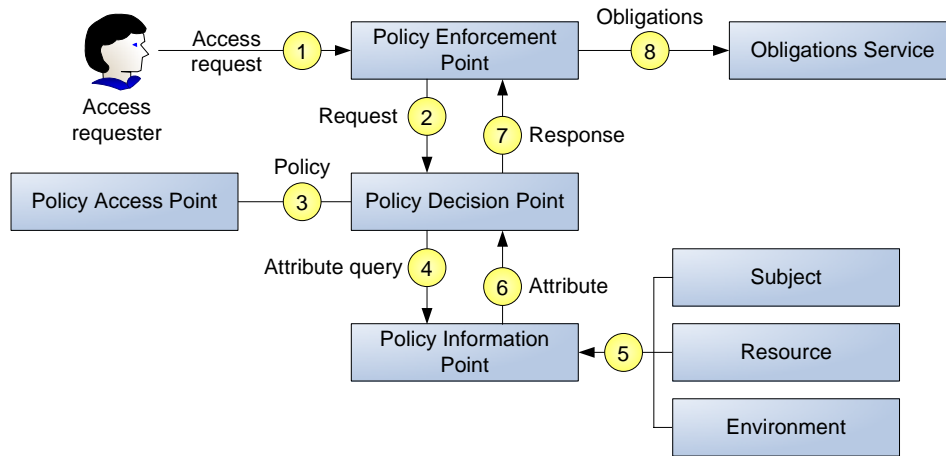 Access
request
1
Policy Enforcement
Point
Obligations
8
Obligations Service
Access
requester
Request
2
7
Response
Policy Access Point
Policy
3
Policy Decision Point
Attribute query
4
6
Attribute
Policy Information
Point
5
Subject
Resource
Environment